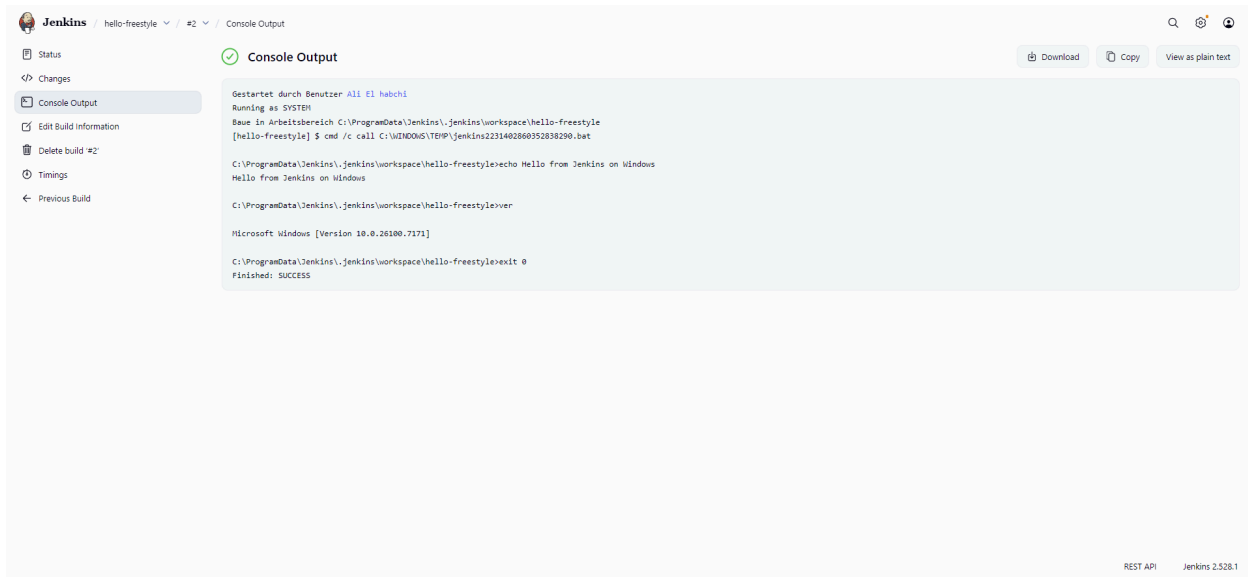 Jenkins / hello-freestyle / #2 / Console Output
Status
Changes
Console Output
Edit Build Information
Delete build ‘#2’
Timings
Previous Build
Console Output
Download
Copy
View as plain text
Gestartet durch Benutzer Ali El habchi
Running as SYSTEM
Baue in Arbeitsbereich C:\ProgramData\Jenkins\.jenkins\workspace\hello-freestyle
[hello-freestyle] $ cmd /c call C:\WINDOWS\TEMP\jenkins2231402860352838290.bat
C:\ProgramData\Jenkins\.jenkins\workspace\hello-freestyle>echo Hello from Jenkins on Windows
Hello from Jenkins on Windows
C:\ProgramData\Jenkins\.jenkins\workspace\hello-freestyle>ver
Microsoft Windows [Version 10.0.26100.7171]
C:\ProgramData\Jenkins\.jenkins\workspace\hello-freestyle>exit 0
Finished: SUCCESS
REST API
Jenkins 2.528.1